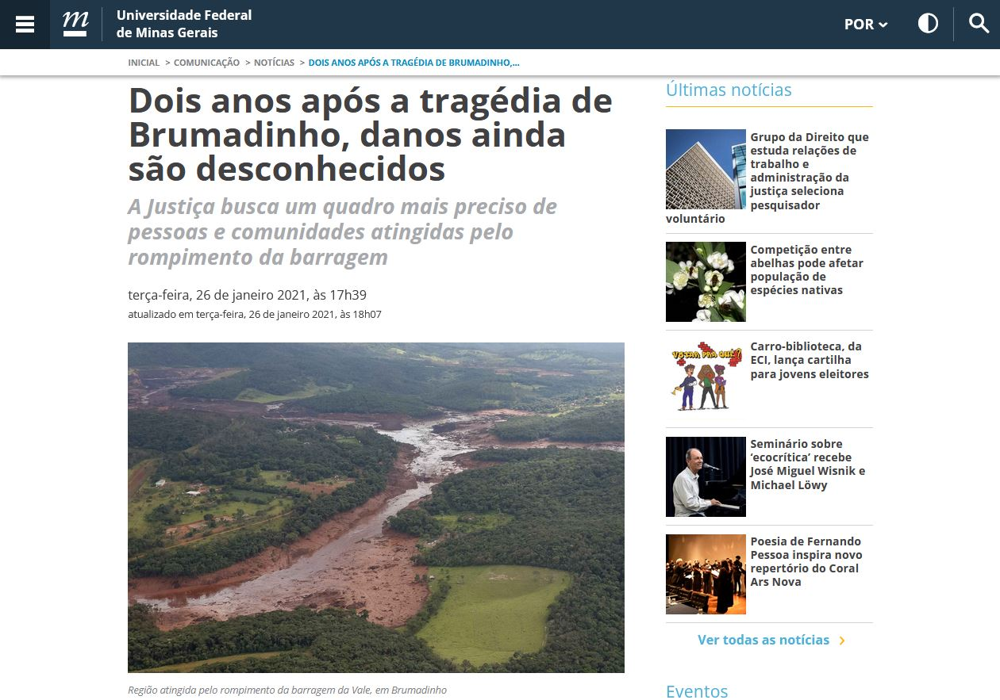 Universidade Federal
de Minas Gerais
POR
INICIAL > COMUNICAÇÃO > NOTÍCIAS > DOIS ANOS APÓS A TRAGÉDIA DE BRUMADINHO,...
Dois anos após a tragédia de
Brumadinho, danos ainda
são desconhecidos
A Justiça busca um quadro mais preciso de
pessoas e comunidades atingidas pelo
rompimento da barragem
terça-feira, 26 de janeiro 2021, às 17h39
atualizado em terça-feira, 26 de janeiro 2021, às 18h07
Região atingida pelo rompimento da barragem da Vale, em Brumadinho
Últimas notícias
Grupo da Direito que
estuda relações de
trabalho e
administração da
justiça seleciona
pesquisador
voluntário
Competição entre
abelhas pode afetar
população de
espécies nativas
VOTAR, PRA QUÊ?
Carro-biblioteca, da
ECI, lança cartilha
para jovens eleitores
Seminário sobre
‘ecocrítica’ recebe
José Miguel Wisnik e
Michael Löwy
Poesia de Fernando
Pessoa inspira novo
repertório do Coral
Ars Nova
Ver todas as notícias
Eventos